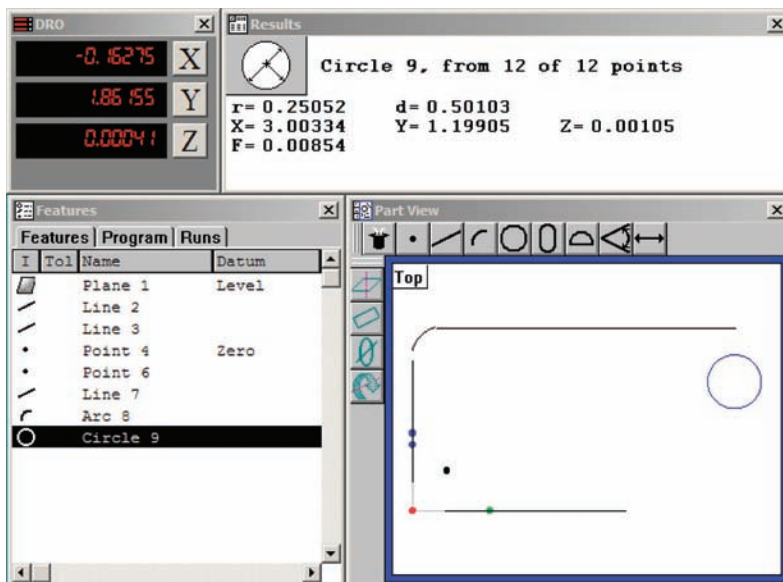 DRO
-0.16275 X
1.86155 Y
0.00041 Z
Results
Circle 9, from 12 of 12 points
r= 0.25052 d= 0.50103
X= 3.00334 Y= 1.19905 Z= 0.00105
F= 0.00854
Features
Features Program Runs
I Tol Name Datum
Plane 1 Level
Line 2
Line 3
Point 4 Zero
Point 6
Line 7
Arc 8
Circle 9
Part View
Top